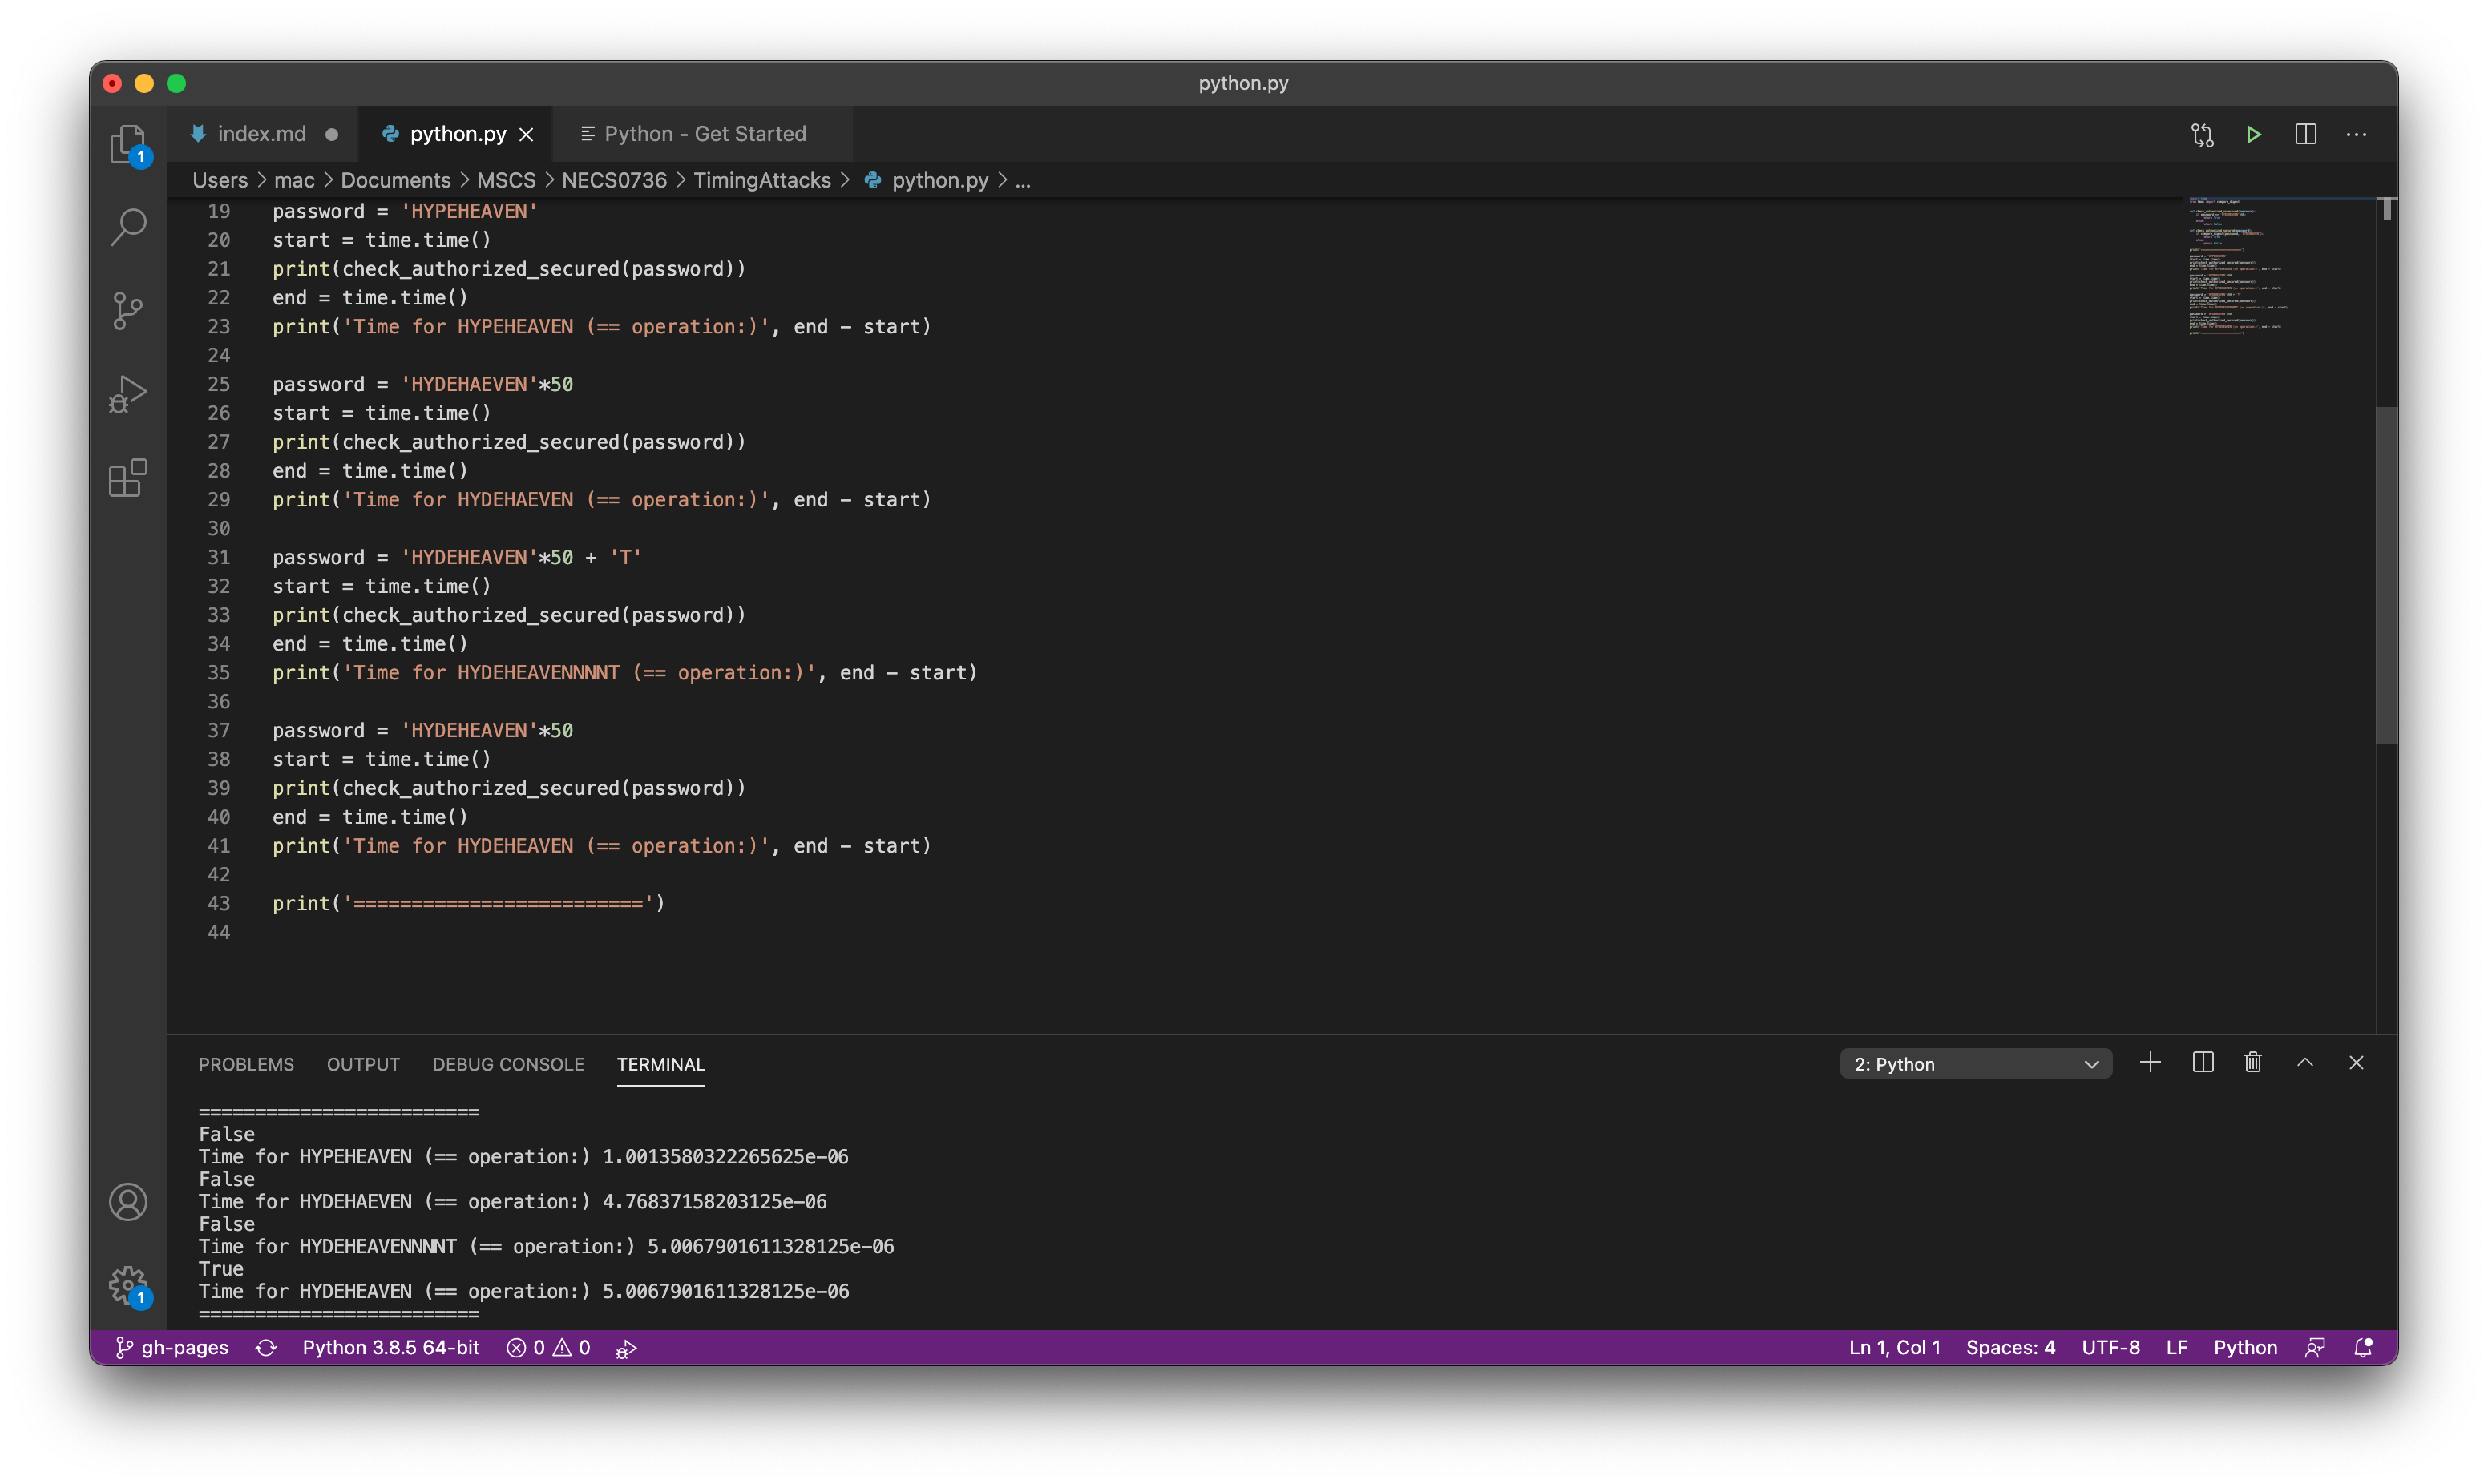 python.py
index.md
python.py
Python - Get Started
Users > mac > Documents > MSCS > NECS0736 > TimingAttacks > python.py > ...
19 password = 'HYPEHEAVEN'
20 start = time.time()
21 print(check_authorized_secured(password))
22 end = time.time()
23 print('Time for HYPEHEAVEN (== operation:)', end - start)
24
25 password = 'HYDEHAEVEN'*50
26 start = time.time()
27 print(check_authorized_secured(password))
28 end = time.time()
29 print('Time for HYDEHAEVEN (== operation:)', end - start)
30
31 password = 'HYDEHEAVEN'*50 + 'T'
32 start = time.time()
33 print(check_authorized_secured(password))
34 end = time.time()
35 print('Time for HYDEHEAVENNNNT (== operation:)', end - start)
36
37 password = 'HYDEHEAVEN'*50
38 start = time.time()
39 print(check_authorized_secured(password))
40 end = time.time()
41 print('Time for HYDEHEAVEN (== operation:)', end - start)
42
43 print('=========================')
44
1
PROBLEMS OUTPUT DEBUG CONSOLE TERMINAL
2: Python
=========================
False
Time for HYPEHEAVEN (== operation:) 1.0013580322265625e-06
False
Time for HYDEHAEVEN (== operation:) 4.76837158203125e-06
False
Time for HYDEHEAVENNNNT (== operation:) 5.0067901611328125e-06
True
Time for HYDEHEAVEN (== operation:) 5.0067901611328125e-06
=========================
1
gh-pages Python 3.8.5 64-bit 0 0 Ln 1, Col 1 Spaces: 4 UTF-8 LF Python